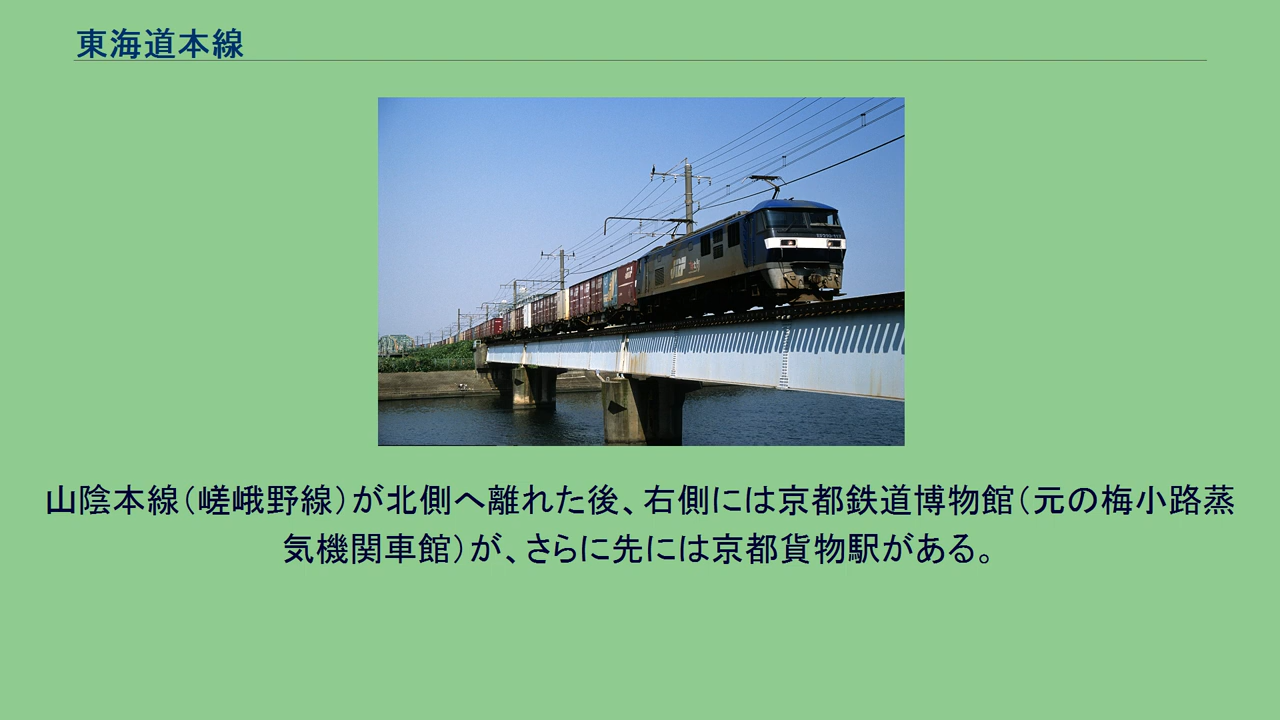 東海道本線
山陰本線（嵯峨野線）が北側へ離れた後、右側には京都鉄道博物館（元の梅小路蒸
気機関車館）が、さらに先には京都貨物駅がある。